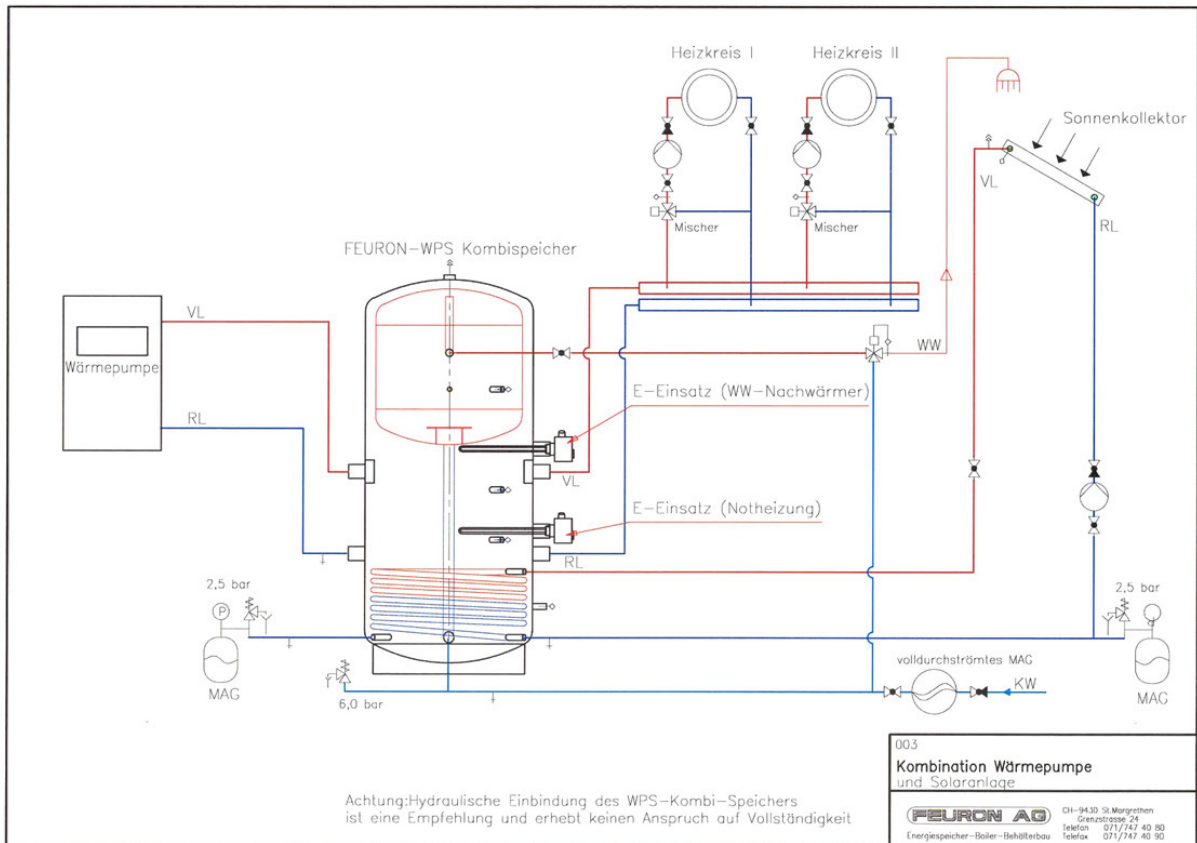 Heizkreis I
Heizkreis II
Sonnenkollektor
VL
RL
Mischer
Mischer
FEURON-WPS Kombispeicher
VL
Wärmepumpe
RL
WW
E-Einsatz (WW-Nachwärmer)
VL
E-Einsatz (Notheizung)
RL
2,5 bar
P
MAG
2,5 bar
MAG
volldurchströmtes MAG
KW
6,0 bar
003
Kombination Wärmepumpe
und Solaranlage
Achtung:Hydraulische Einbindung des WPS-Kombi-Speichers
ist eine Empfehlung und erhebt keinen Anspruch auf Vollständigkeit
FEURON AG
Energiespeicher-Boiler-Behälterbau
CH-9430 St.Margrethen
Grenzstrasse 24
Telefon 071/747 40 80
Telefax 071/747 40 90